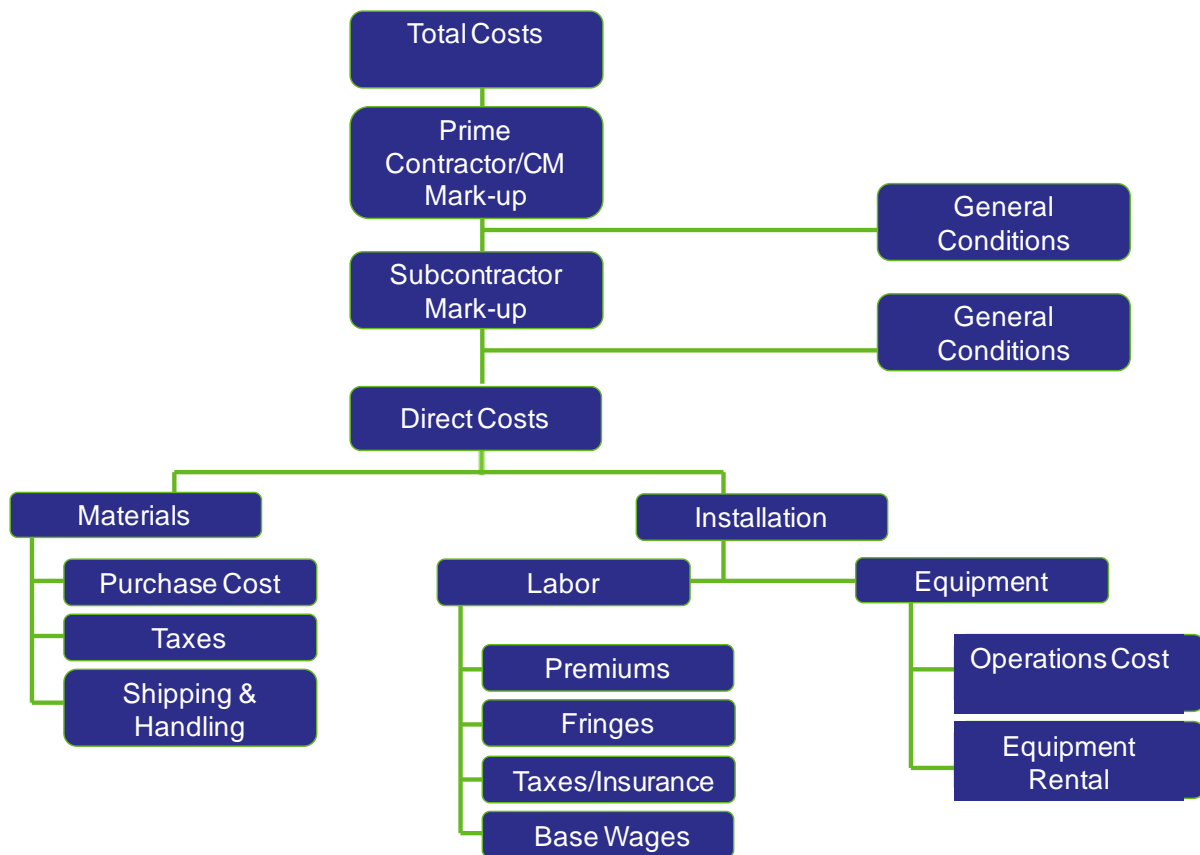 Total Costs
Prime
Contractor/CM
Mark-up
General
Conditions
Subcontractor
Mark-up
General
Conditions
Direct Costs
Materials
Installation
Purchase Cost
Labor
Equipment
Taxes
Premiums
Operations Cost
Shipping &
Handling
Fringes
Equipment
Rental
Taxes/Insurance
Base Wages